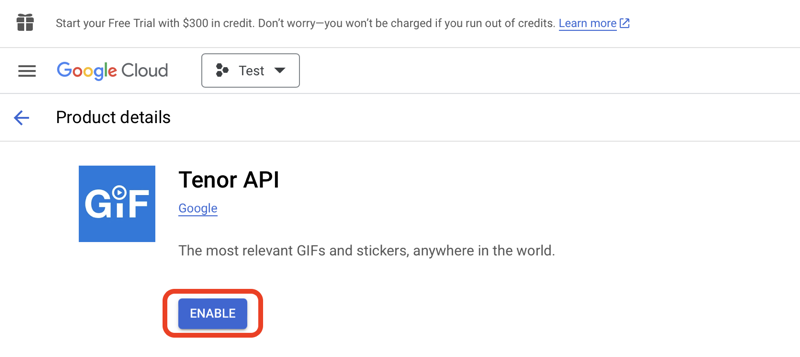 Start your Free Trial with $300 in credit. Don’t worry—you won’t be charged if you run out of credits. Learn more
Google Cloud
Test
Product details
GIF
Tenor API
Google
The most relevant GIFs and stickers, anywhere in the world.
ENABLE